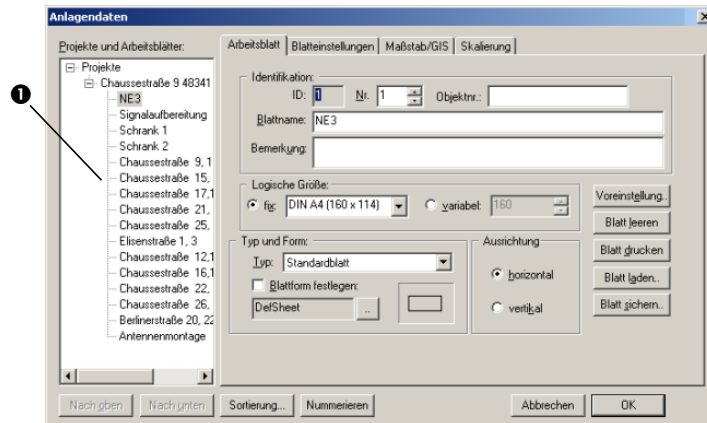 Anlagendaten
Projekte und Arbeitsblätter:
Projekte
Chaussestraße 9 48341
NE3
Signalaufbereitung
Schrank 1
Schrank 2
Chaussestraße 9, 1
Chaussestraße 15,
Chaussestraße 17,1
Chaussestraße 21,
Chaussestraße 25,
Elisenstraße 1, 3
Chaussestraße 12,1
Chaussestraße 16,1
Chaussestraße 22,
Chaussestraße 26,
Berlinerstraße 20, 22
Antennenmontage
Nach oben Nach unten
1
Arbeitsblatt Blatteinstellungen Maßstab/GIS Skalierung
Identifikation:
ID: 1 Nr. 1 Objektnr.:
Blattname: NE3
Bemerkung:
Logische Größe:
fix: DIN A4 (160 x 114) variabel: 160
Typ und Form:
Typ: Standardblatt
Blattform festlegen:
DefSheet ..
Ausrichtung
horizontal
vertikal
Voreinstellung..
Blatt leeren
Blatt drucken
Blatt laden..
Blatt sichern..
Sortierung... Nummerieren Abbrechen OK